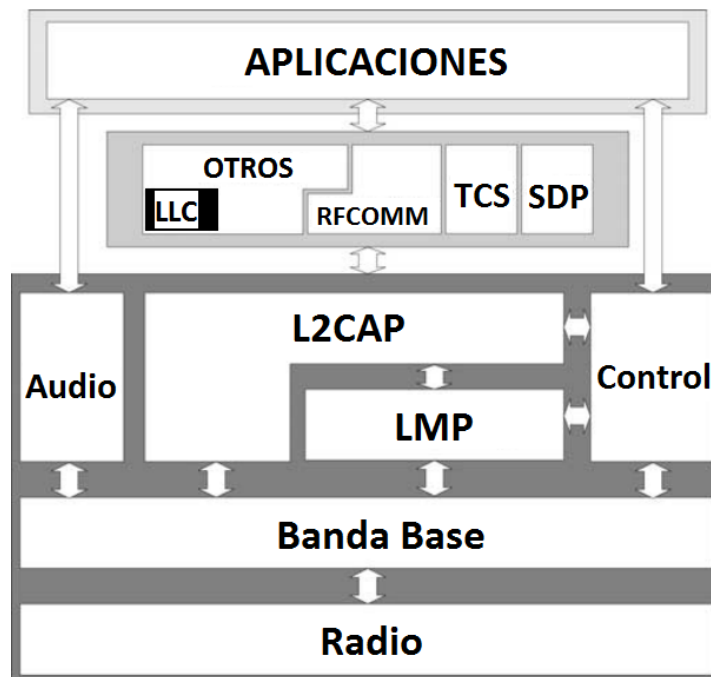 APLICACIONES
OTROS
LLC
RFCOMM
TCS
SDP
L2CAP
Audio
Control
LMP
Banda Base
Radio